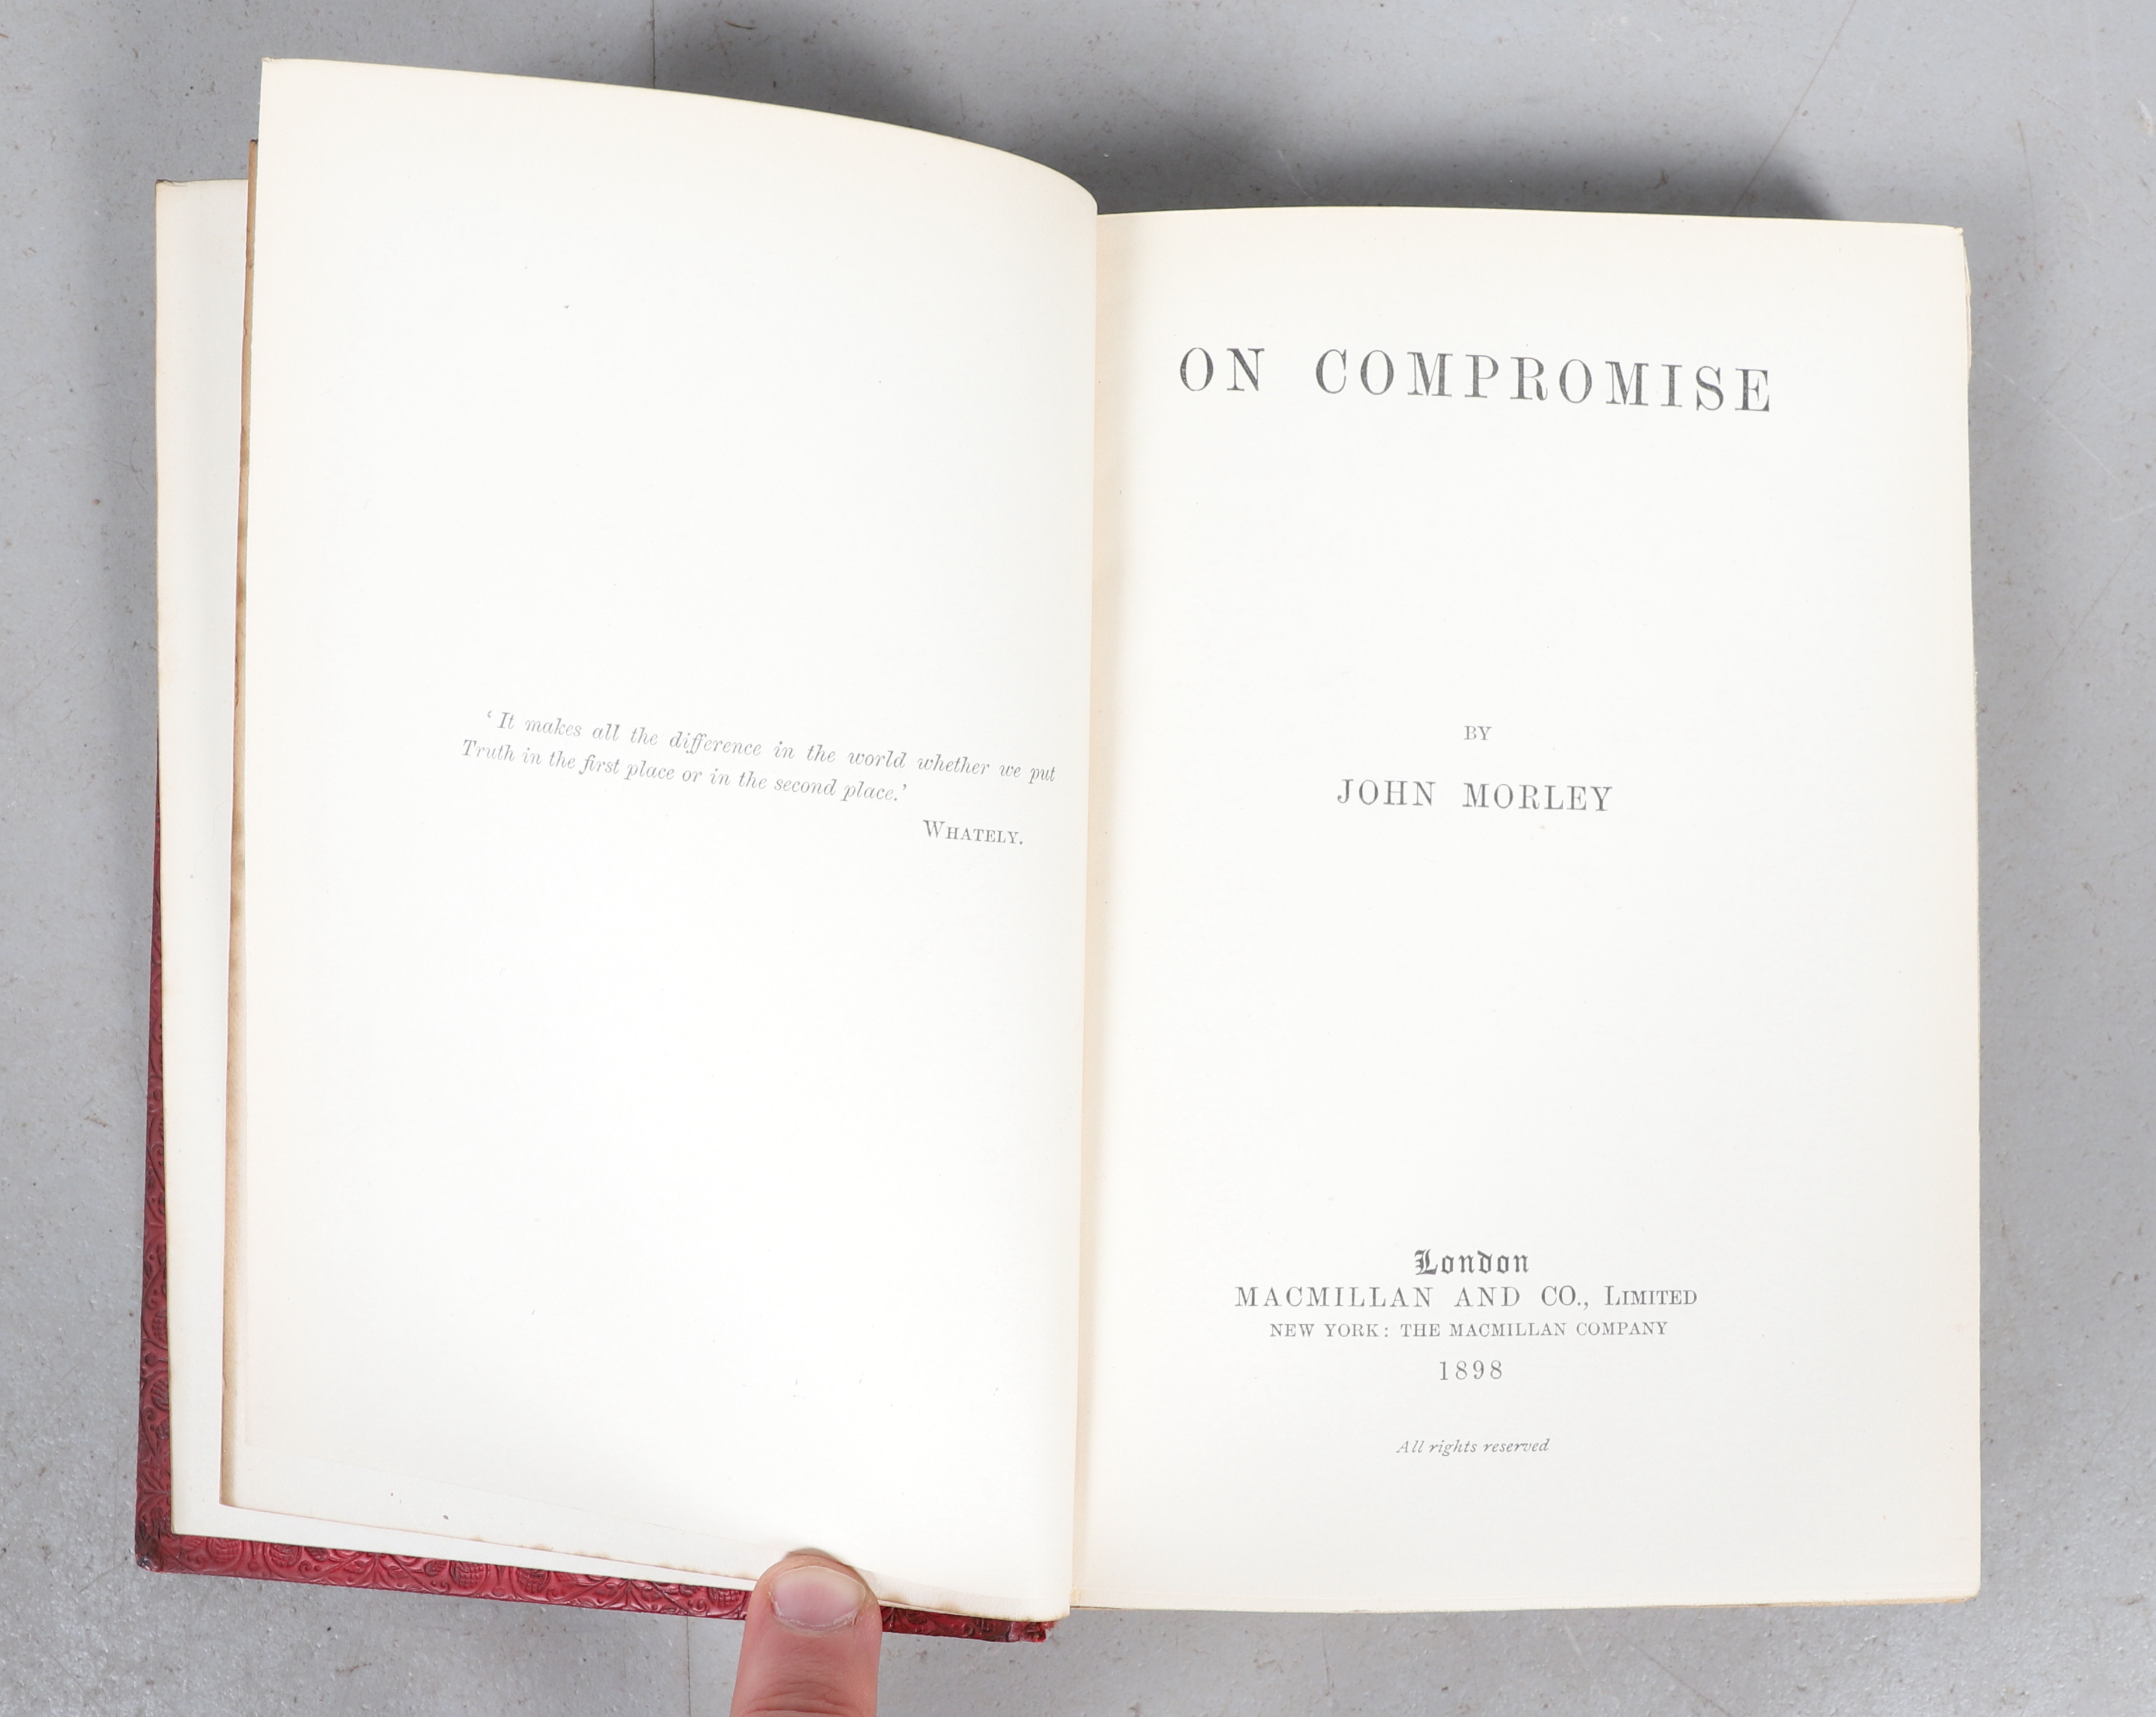 ‘ It makes all the difference in the world whether we put
Truth in the first place or in the second place.’
WHATELY.
ON COMPROMISE
BY
JOHN MORLEY
London
MACMILLAN AND CO., LIMITED
NEW YORK: THE MACMILLAN COMPANY
1898
All rights reserved